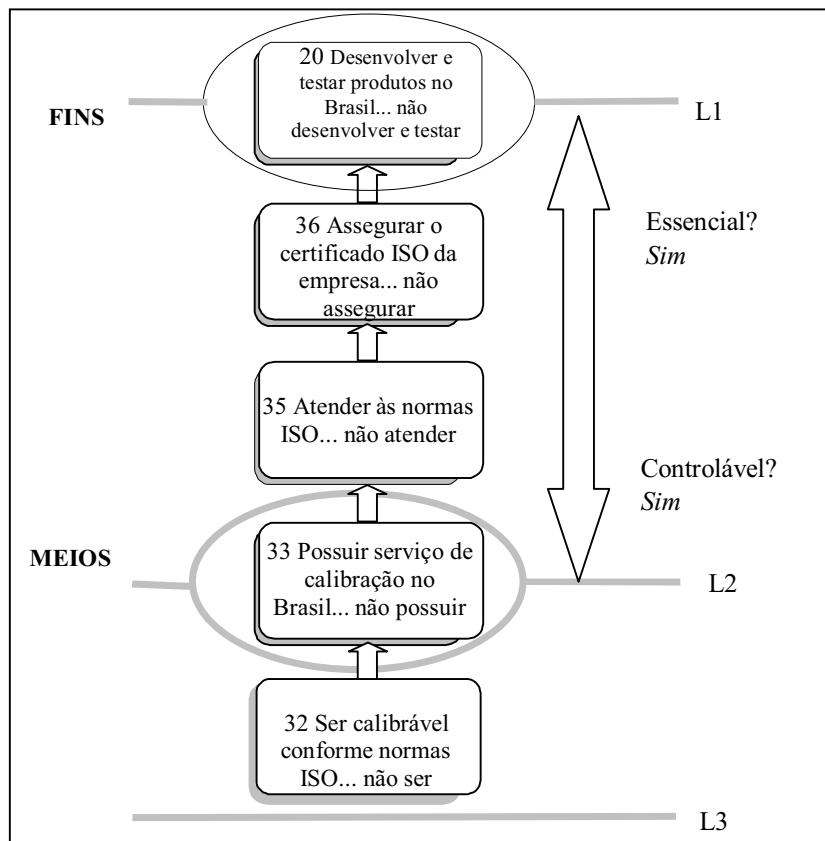 20 Desenvolver e
testar produtos no
Brasil... não
desenvolver e testar
FINS
L1
36 Assegurar o
certificado ISO da
empresa... não
assegurar
Essencial?
Sim
35 Atender às normas
ISO... não atender
Controlável?
Sim
33 Possuir serviço de
calibração no
Brasil... não possuir
MEIOS
L2
32 Ser calibrável
conforme normas
ISO... não ser
L3